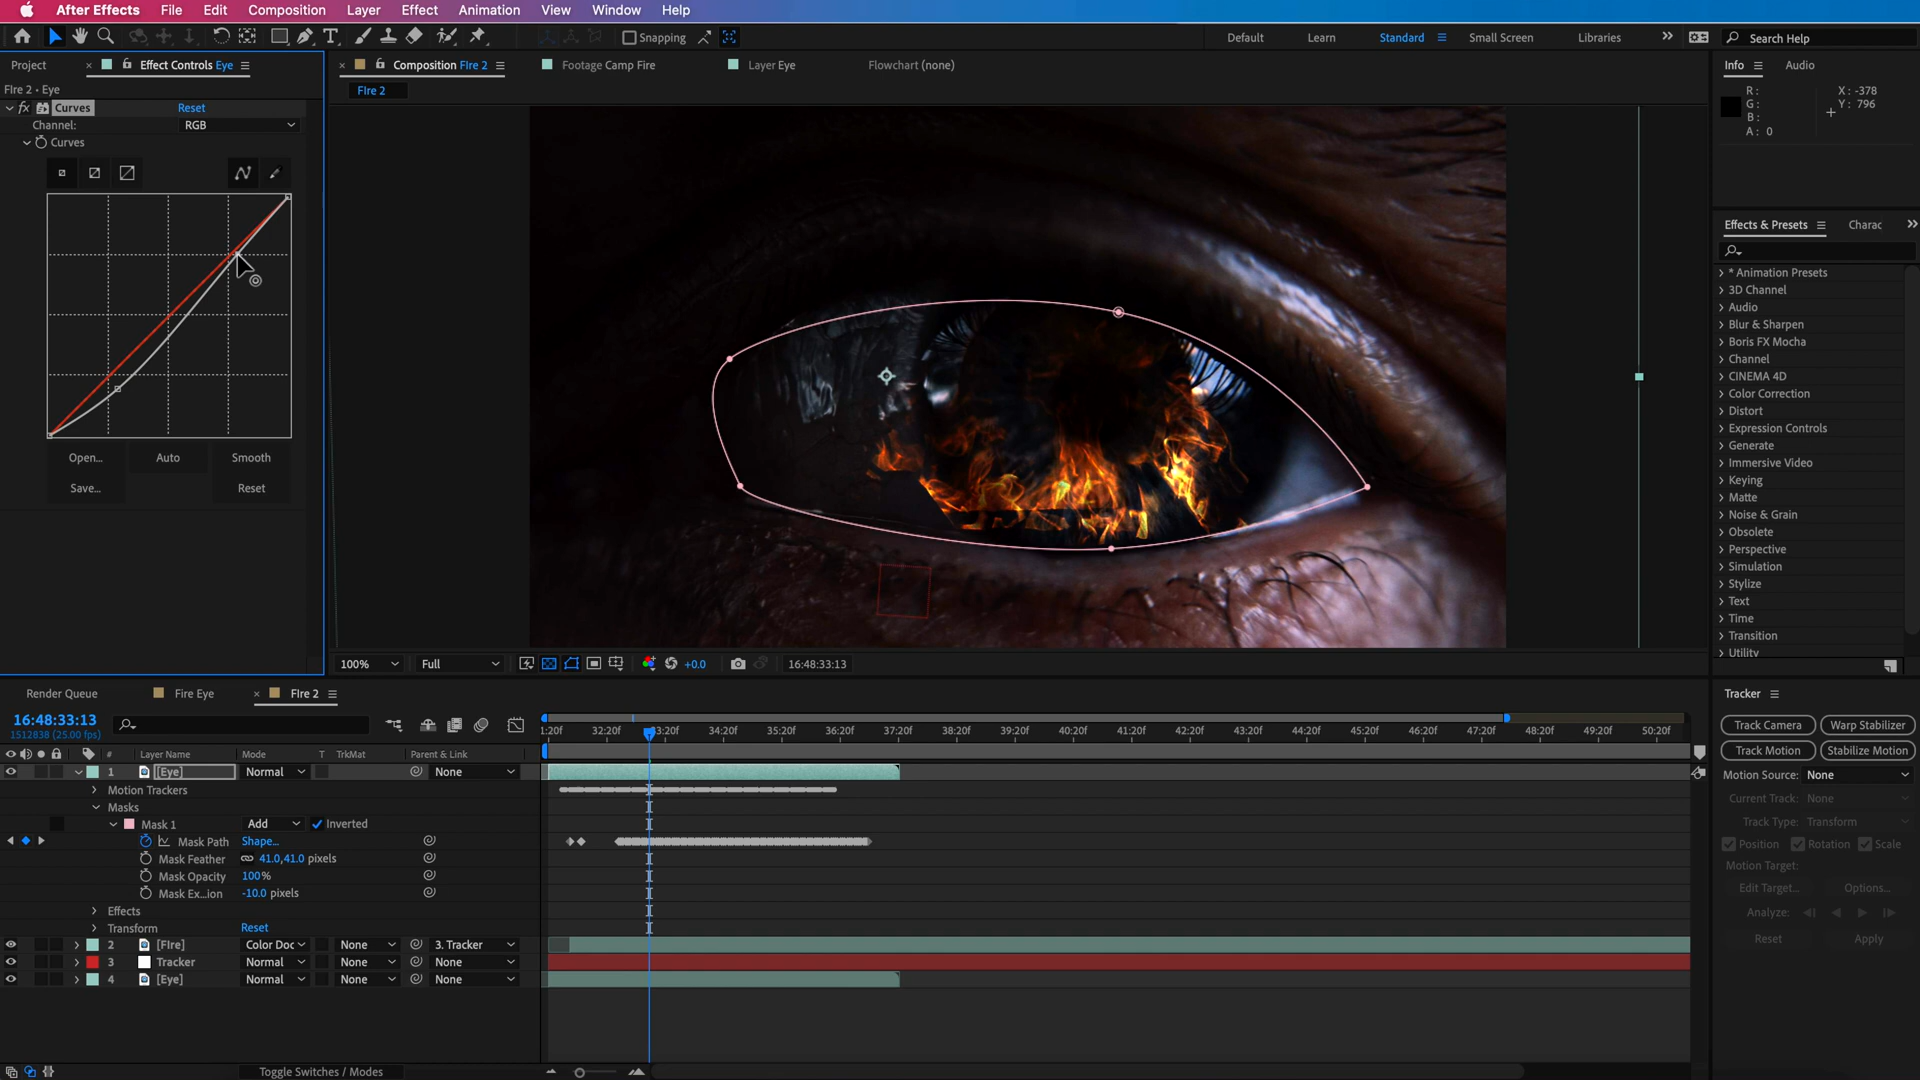 After Effects File Edit Composition Layer Effect Animation View Window Help
Snapping Default Learn Standard Small Screen Libraries Search Help
Project Effect Controls Eye Composition FIre 2 Footage Camp Fire Layer Eye Flowchart (none) Info Audio
FIre 2 • Eye
FIre 2
R: X: -378
G: Y: 796
B:
A: 0
fx Curves Reset
Channel: RGB
Curves
Open... Auto Smooth
Save... Reset
Effects & Presets Charac
* Animation Presets
3D Channel
Audio
Blur & Sharpen
Boris FX Mocha
Channel
CINEMA 4D
Color Correction
Distort
Expression Controls
Generate
Immersive Video
Keying
Matte
Noise & Grain
Obsolete
Perspective
Simulation
Stylize
Text
Time
Transition
Utility
100% Full +0.0 16:48:33:13
Render Queue Fire Eye FIre 2
16:48:33:13
1512838 (25.00 fps)
1:20f 32:20f 33:20f 34:20f 35:20f 36:20f 37:20f 38:20f 39:20f 40:20f 41:20f 42:20f 43:20f 44:20f 45:20f 46:20f 47:20f 48:20f 49:20f 50:20f
# Layer Name Mode T TrkMat Parent & Link
1 [Eye] Normal None
Motion Trackers
Masks
Mask 1 Add Inverted
Mask Path Shape...
Mask Feather 41.0,41.0 pixels
Mask Opacity 100%
Mask Ex...ion -10.0 pixels
Effects
Transform Reset
2 [FIre] Color Doc None 3. Tracker
3 Tracker Normal None None
4 [Eye] Normal None None
Toggle Switches / Modes
Tracker
Track Camera Warp Stabilizer
Track Motion Stabilize Motion
Motion Source: None
Current Track: None
Track Type: Transform
Position Rotation Scale
Motion Target:
Edit Target... Options...
Analyze:
Reset Apply